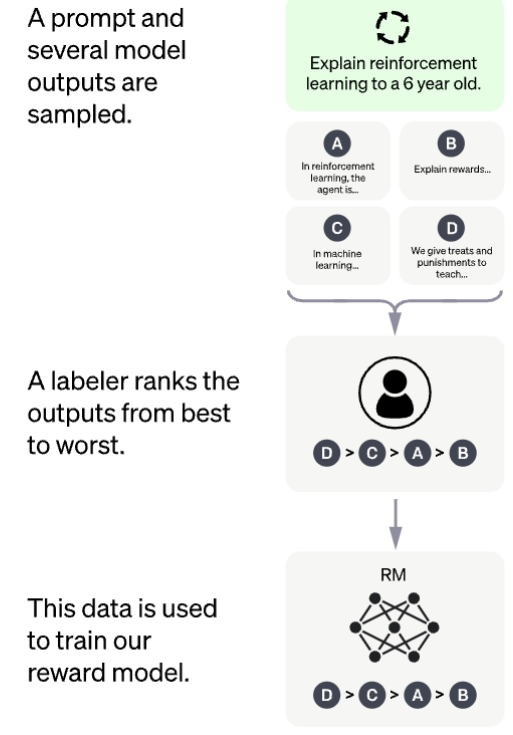 A prompt and
several model
outputs are
sampled.
Explain reinforcement
learning to a 6 year old.
A
In reinforcement
learning, the
agent is...
B
Explain rewards...
C
In machine
learning...
D
We give treats and
punishments to
teach...
A labeler ranks the
outputs from best
to worst.
D > C > A > B
This data is used
to train our
reward model.
RM
D > C > A > B